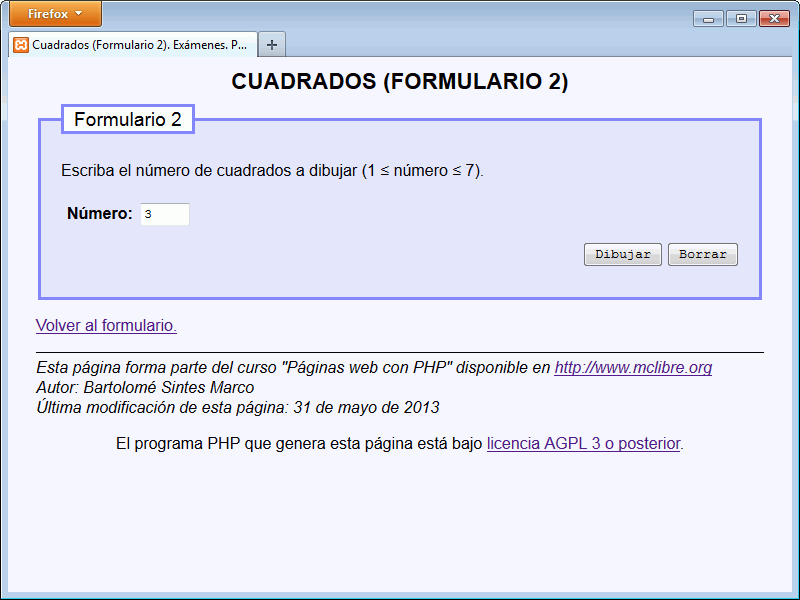 Firefox
Cuadrados (Formulario 2). Exámenes. P...
CUADRADOS (FORMULARIO 2)
Formulario 2
Escriba el número de cuadrados a dibujar (1 ≤ número ≤ 7).
Número: 3
Dibujar Borrar
Volver al formulario.
Esta página forma parte del curso "Páginas web con PHP" disponible en http://www.mclibre.org
Autor: Bartolomé Sintes Marco
Última modificación de esta página: 31 de mayo de 2013
El programa PHP que genera esta página está bajo licencia AGPL 3 o posterior.